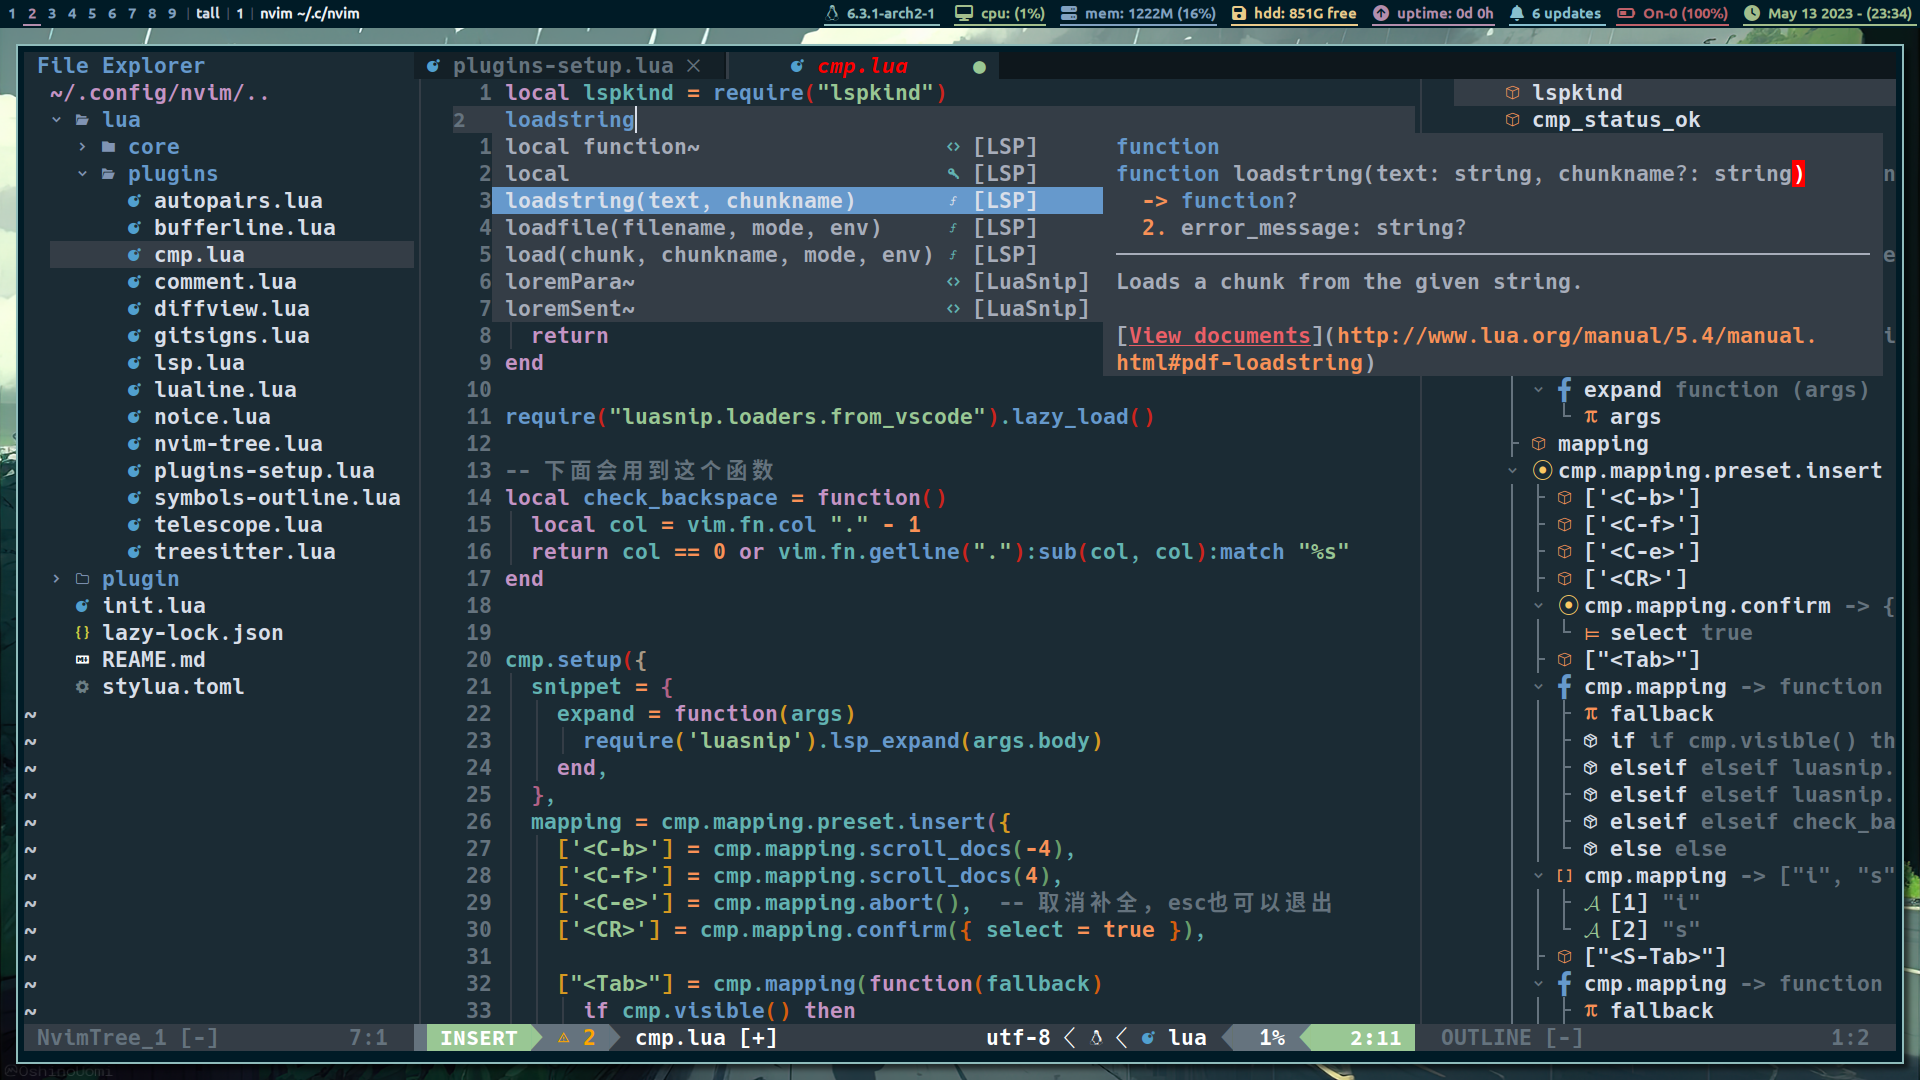 1 2 3 4 5 6 7 8 9 | tall | 1 | nvim ~/.c/nvim
6.3.1-arch2-1 cpu: (1%) mem: 1222M (16%) hdd: 851G free uptime: 0d 0h 6 updates On-0 (100%) May 13 2023 - (23:34)
File Explorer
~/.config/nvim/..
lua
core
plugins
autopairs.lua
bufferline.lua
cmp.lua
comment.lua
diffview.lua
gitsigns.lua
lsp.lua
lualine.lua
noice.lua
nvim-tree.lua
plugins-setup.lua
symbols-outline.lua
telescope.lua
treesitter.lua
plugin
init.lua
lazy-lock.json
REAME.md
stylua.toml
~
~
~
~
~
~
~
~
~
~
~
~
NvimTree_1 [-] 7:1
plugins-setup.lua ×
cmp.lua ●
1 local lspkind = require("lspkind")
2 loadstring
1 local function~ <> [LSP]
2 local [LSP]
3 loadstring(text, chunkname) f [LSP]
4 loadfile(filename, mode, env) f [LSP]
5 load(chunk, chunkname, mode, env) f [LSP]
6 loremPara~ <> [LuaSnip]
7 loremSent~ <> [LuaSnip]
8 return
9 end
10
11 require("luasnip.loaders.from_vscode").lazy_load()
12
13 -- 下面会用到这个函数
14 local check_backspace = function()
15 local col = vim.fn.col "." - 1
16 return col == 0 or vim.fn.getline("."):sub(col, col):match "%s"
17 end
18
19
20 cmp.setup({
21 snippet = {
22 expand = function(args)
23 require('luasnip').lsp_expand(args.body)
24 end,
25 },
26 mapping = cmp.mapping.preset.insert({
27 ['<C-b>'] = cmp.mapping.scroll_docs(-4),
28 ['<C-f>'] = cmp.mapping.scroll_docs(4),
29 ['<C-e>'] = cmp.mapping.abort(), -- 取消补全，esc也可以退出
30 ['<CR>'] = cmp.mapping.confirm({ select = true }),
31
32 ["<Tab>"] = cmp.mapping(function(fallback)
33 if cmp.visible() then
INSERT 2 cmp.lua [+] utf-8 < < lua 1% 2:11
function
function loadstring(text: string, chunkname?: string)
-> function?
2. error_message: string?
Loads a chunk from the given string.
[View documents](http://www.lua.org/manual/5.4/manual.
html#pdf-loadstring)
lspkind
cmp_status_ok
n
e
l
expand function (args)
π args
mapping
cmp.mapping.preset.insert
['<C-b>']
['<C-f>']
['<C-e>']
['<CR>']
cmp.mapping.confirm -> {
select true
["<Tab>"]
cmp.mapping -> function
π fallback
if if cmp.visible() th
elseif elseif luasnip.
elseif elseif luasnip.
elseif elseif check_ba
else else
[] cmp.mapping -> ["i", "s"
[1] "i"
[2] "s"
["<S-Tab>"]
cmp.mapping -> function
π fallback
OUTLINE [-] 1:2
@OshinoUomi